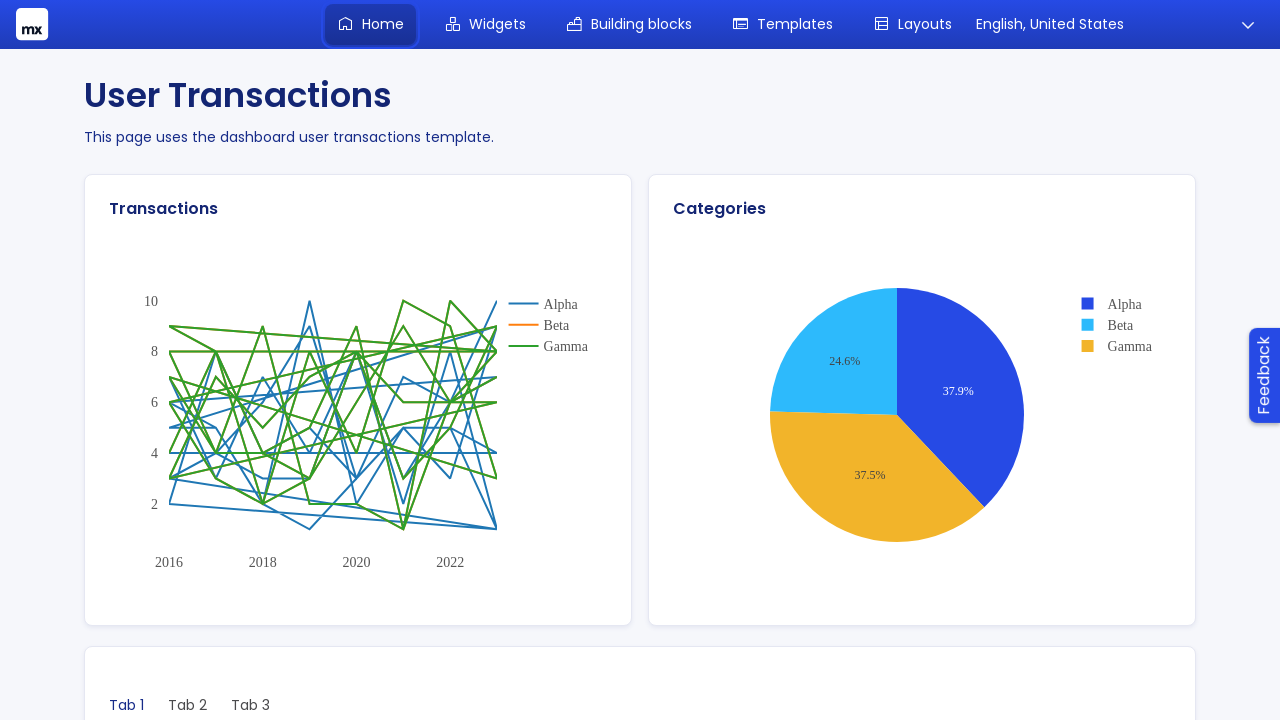 mx
Home
Widgets
Building blocks
Templates
Layouts
English, United States
User Transactions
This page uses the dashboard user transactions template.
Transactions
10
8
6
4
2
2016
2018
2020
2022
Alpha
Beta
Gamma
Categories
24.6%
37.9%
37.5%
Alpha
Beta
Gamma
Feedback
Tab 1
Tab 2
Tab 3